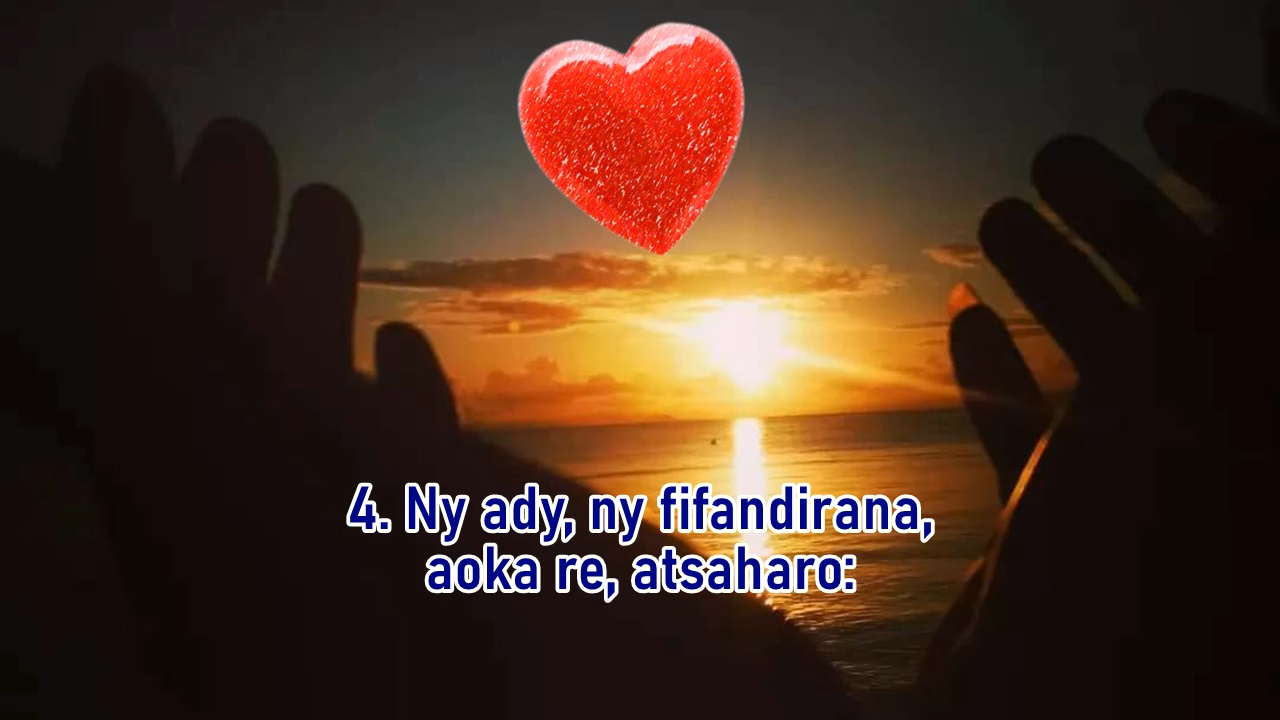 4. Ny ady, ny fifandirana,
aoka re, atsaharo: